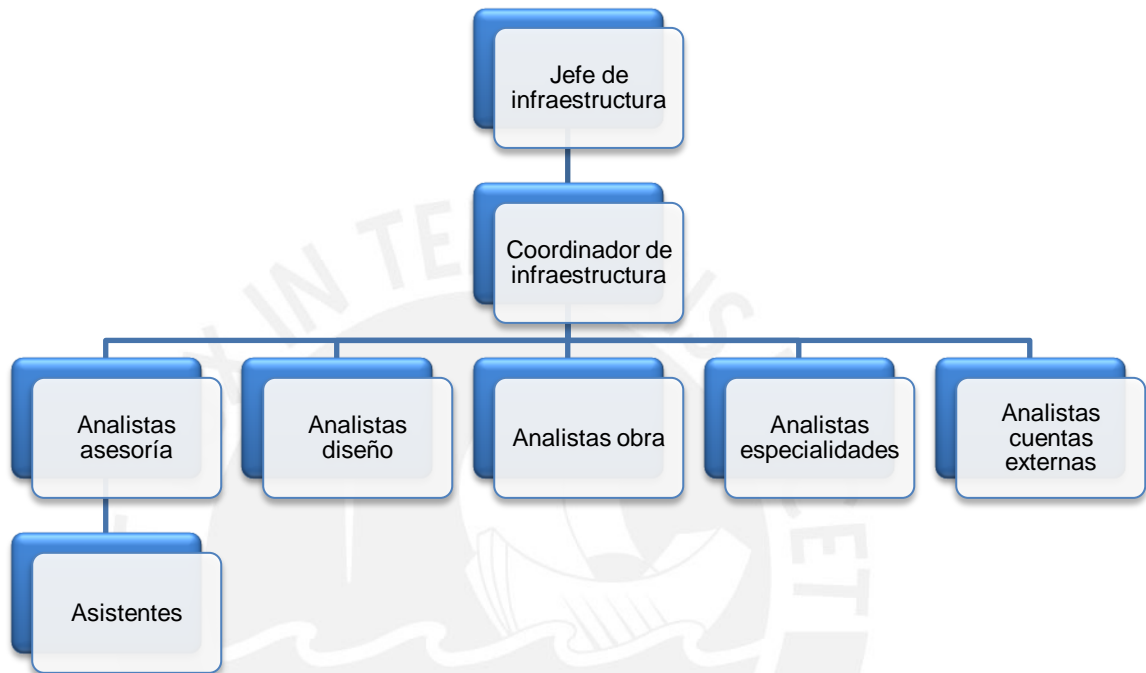 Jefe de
infraestructura
Coordinador de
infraestructura
Analistas
asesoría
Analistas
diseño
Analistas obra
Analistas
especialidades
Analistas
cuentas
externas
Asistentes